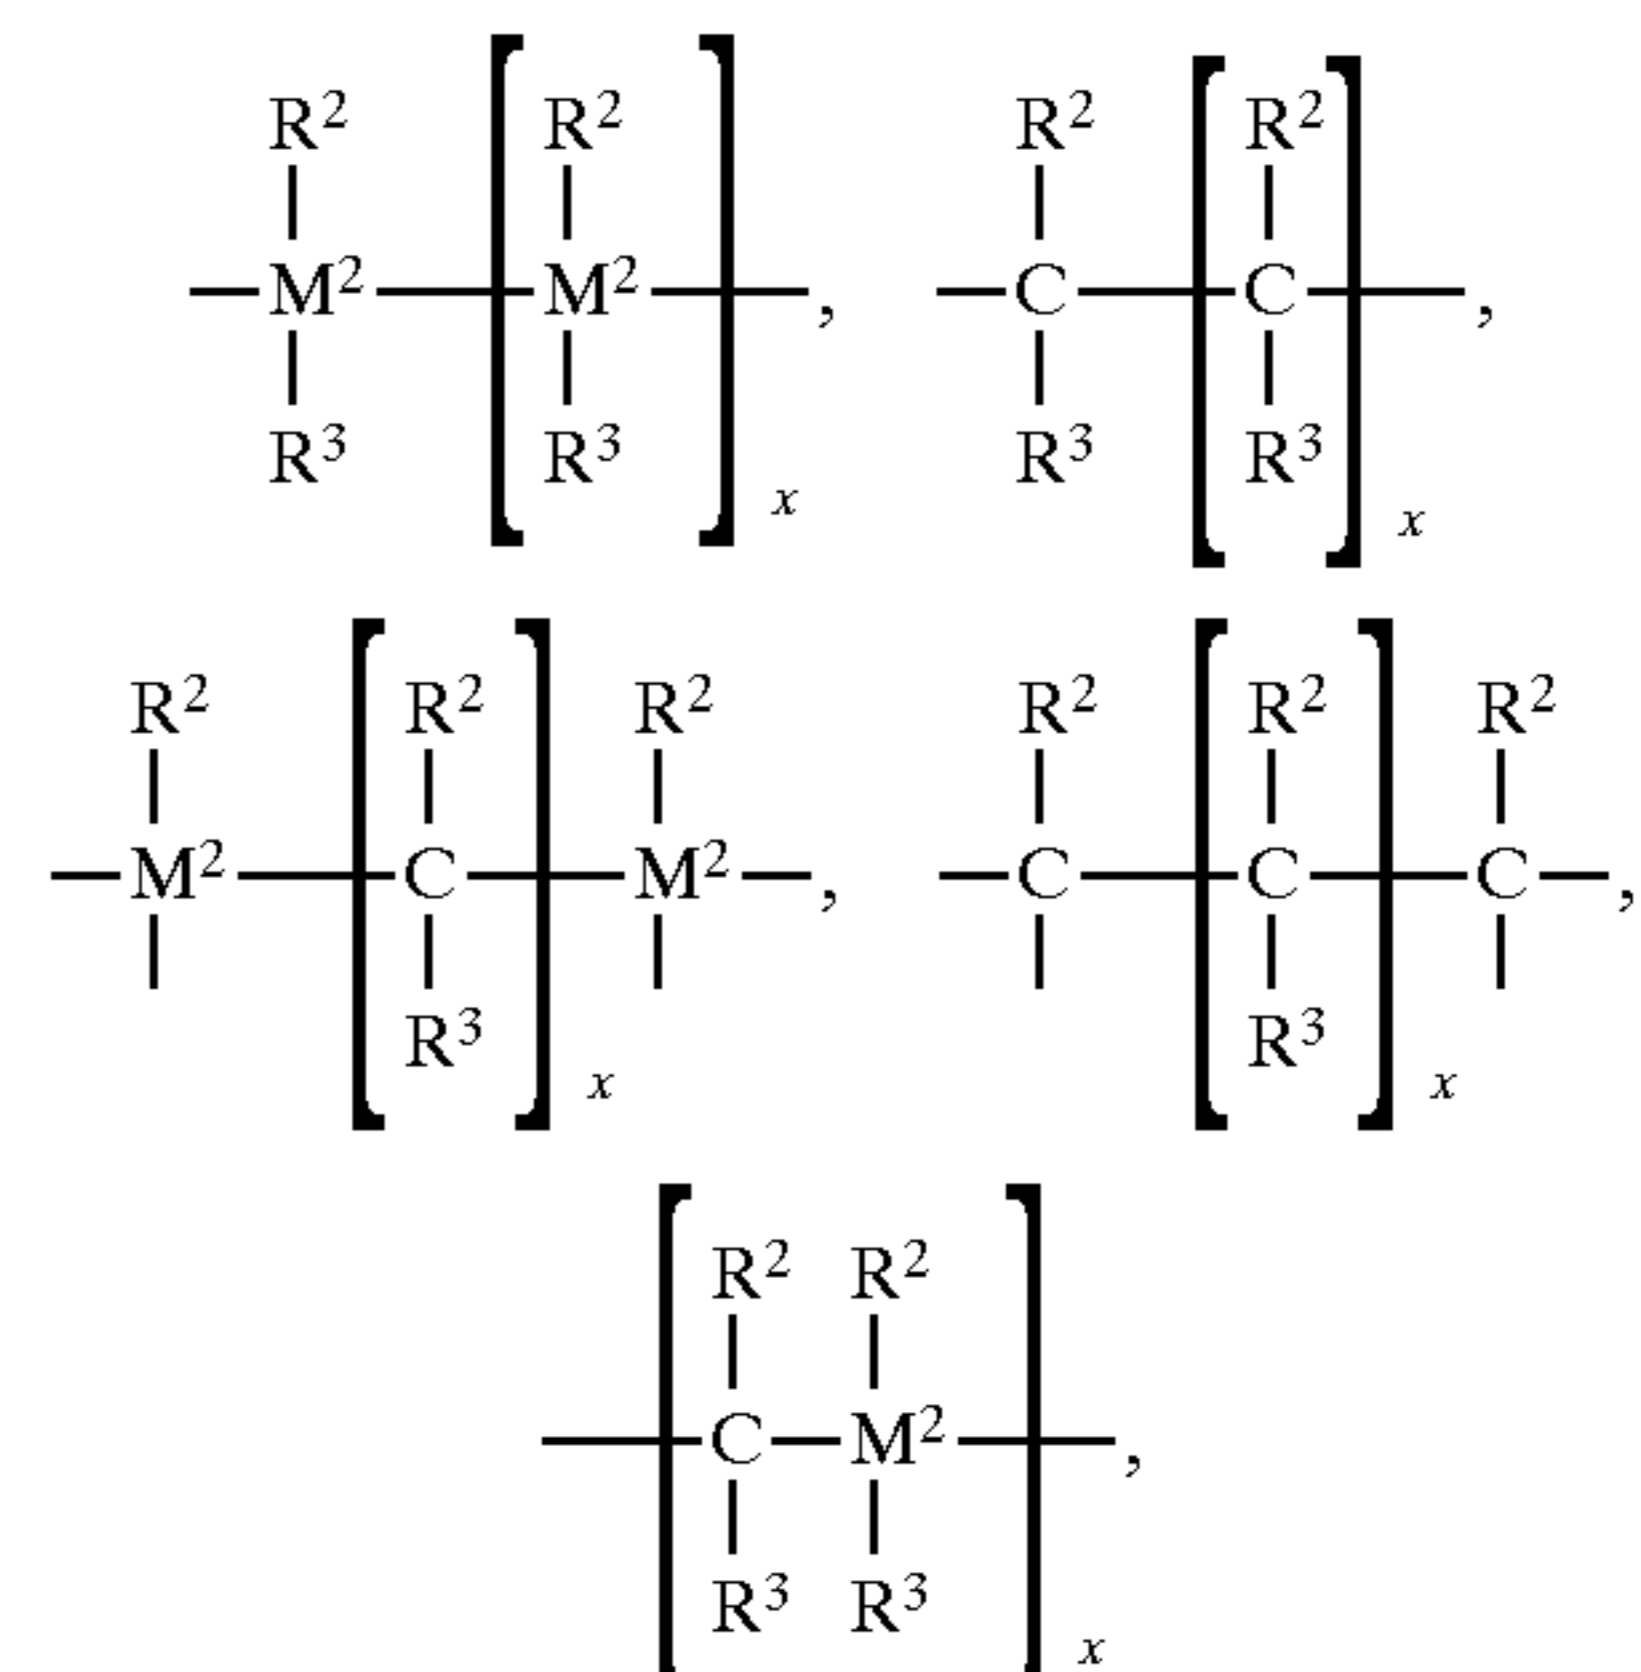 R² R² R² R²
M² M² , C C ,
R³ R³ R³ R³
x x
R² R² R² R² R² R²
M² C M² , C C C ,
R³ R³
x x
R² R²
C M² ,
R³ R³
x